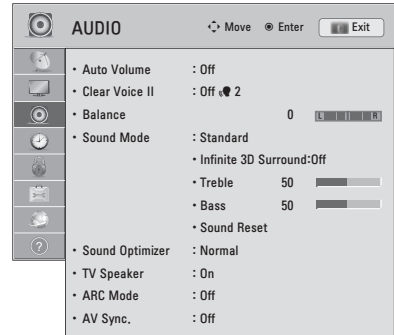 AUDIO Move Enter Exit
• Auto Volume : Off
• Clear Voice II : Off 2
• Balance 0 L R
• Sound Mode : Standard
• Infinite 3D Surround:Off
• Treble 50
• Bass 50
• Sound Reset
• Sound Optimizer : Normal
• TV Speaker : On
• ARC Mode : Off
• AV Sync. : Off
?